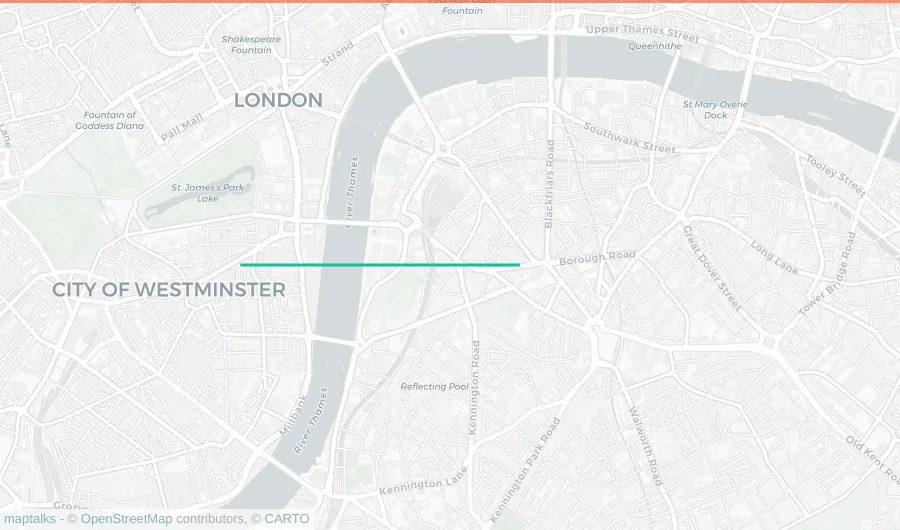 Fountain
Upper Thames Street
Queenhithe
Shakespeare
Fountain
Strand
LONDON
Fountain of
Goddess Diana
Pall Mall
St Mary Overie
Dock
Southwark Street
Lane
Tooley Street
River Thames
St. James's Park
Lake
Blackfriars Road
Borough Road
Great Dover Street
Long Lane
Tower Bridge Road
CITY OF WESTMINSTER
Reflecting Pool
Kennington Road
Millbank
River Thames
Walworth Road
Old Kent Roa
Kennington Park Road
Kennington Lane
Grosve
maptalks - © OpenStreetMap contributors, © CARTO